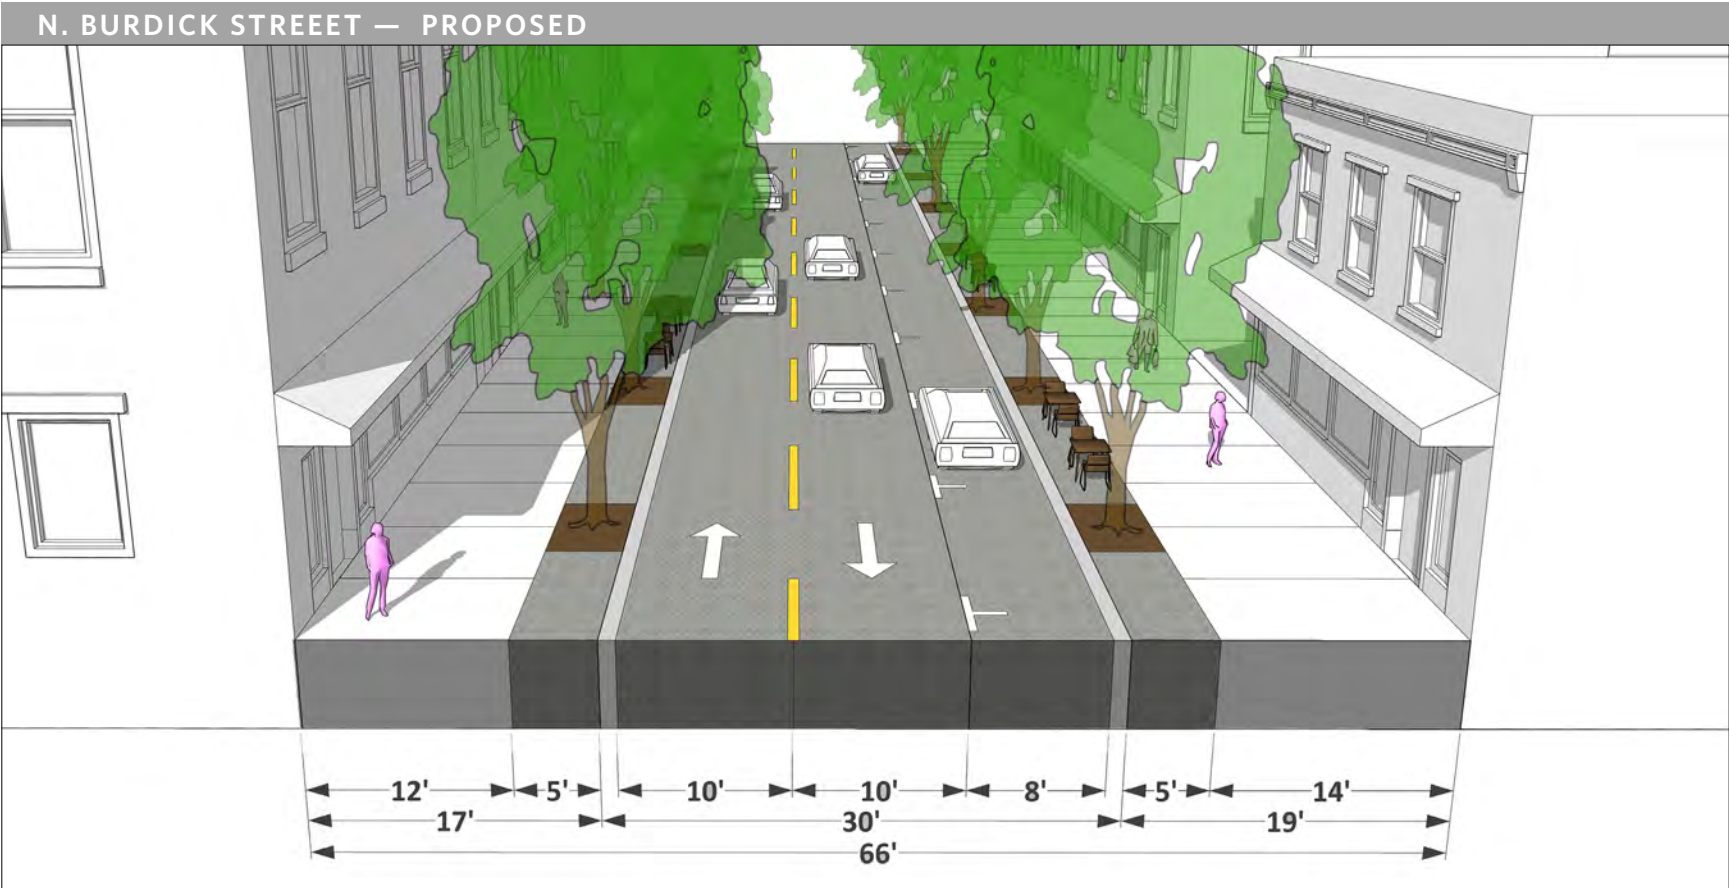 N. BURDICK STREEET — PROPOSED
12' 5' 10' 10' 8' 5' 14'
17' 30' 19'
66'